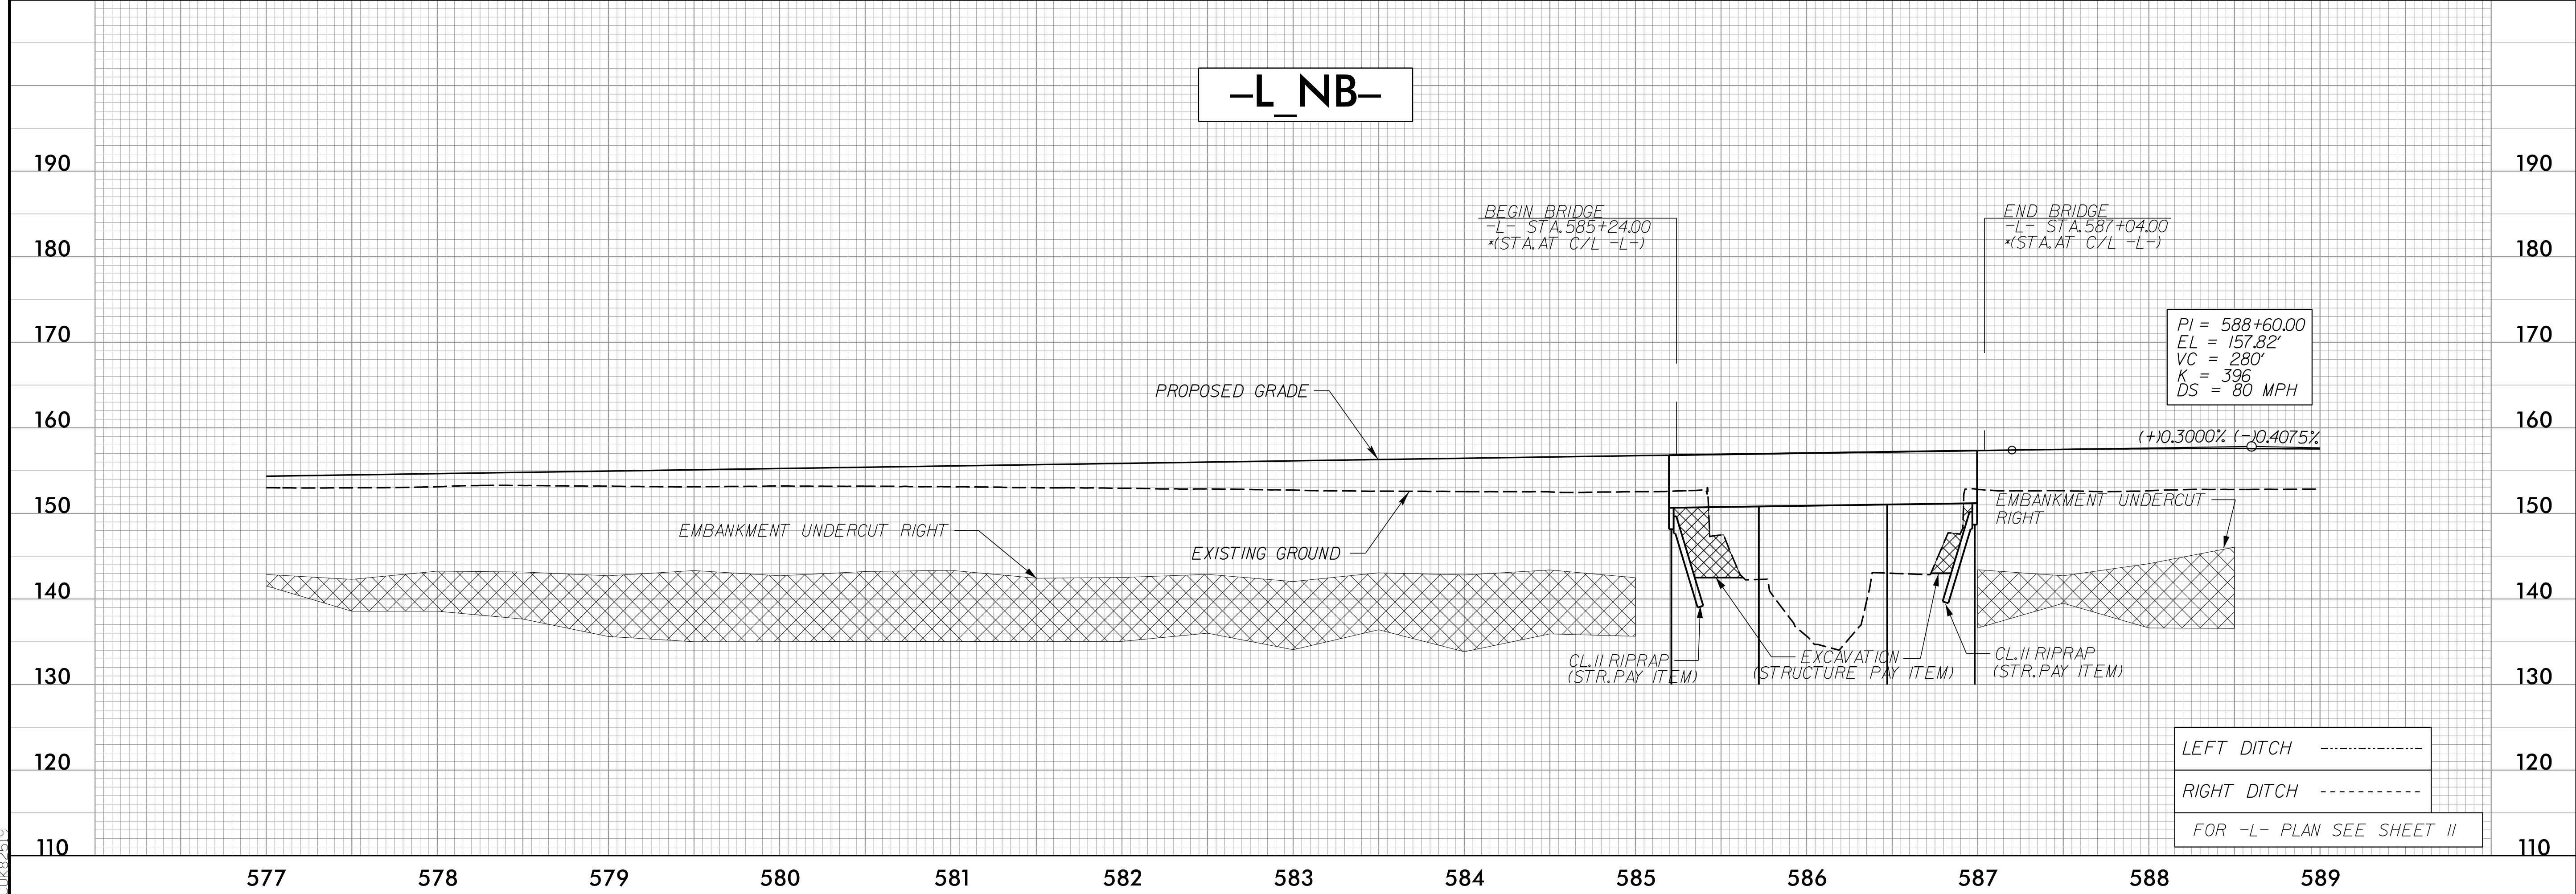 –L_NB–
190 190
BEGIN BRIDGE
-L- STA.585+24.00
*(STA.AT C/L -L-)
END BRIDGE
-L- STA.587+04.00
*(STA.AT C/L -L-)
180 180
170 170
PI = 588+60.00
EL = 157.82'
VC = 280'
K = 396
DS = 80 MPH
PROPOSED GRADE
160 160
(+)0.3000% (-)0.4075%
150 150
EMBANKMENT UNDERCUT RIGHT
EXISTING GROUND
EMBANKMENT UNDERCUT
RIGHT
140 140
CL.II RIPRAP
(STR.PAY ITEM)
EXCAVATION
(STRUCTURE PAY ITEM)
CL.II RIPRAP
(STR.PAY ITEM)
130 130
LEFT DITCH
120 120
RIGHT DITCH
FOR -L- PLAN SEE SHEET 11
110 110
577 578 579 580 581 582 583 584 585 586 587 588 589